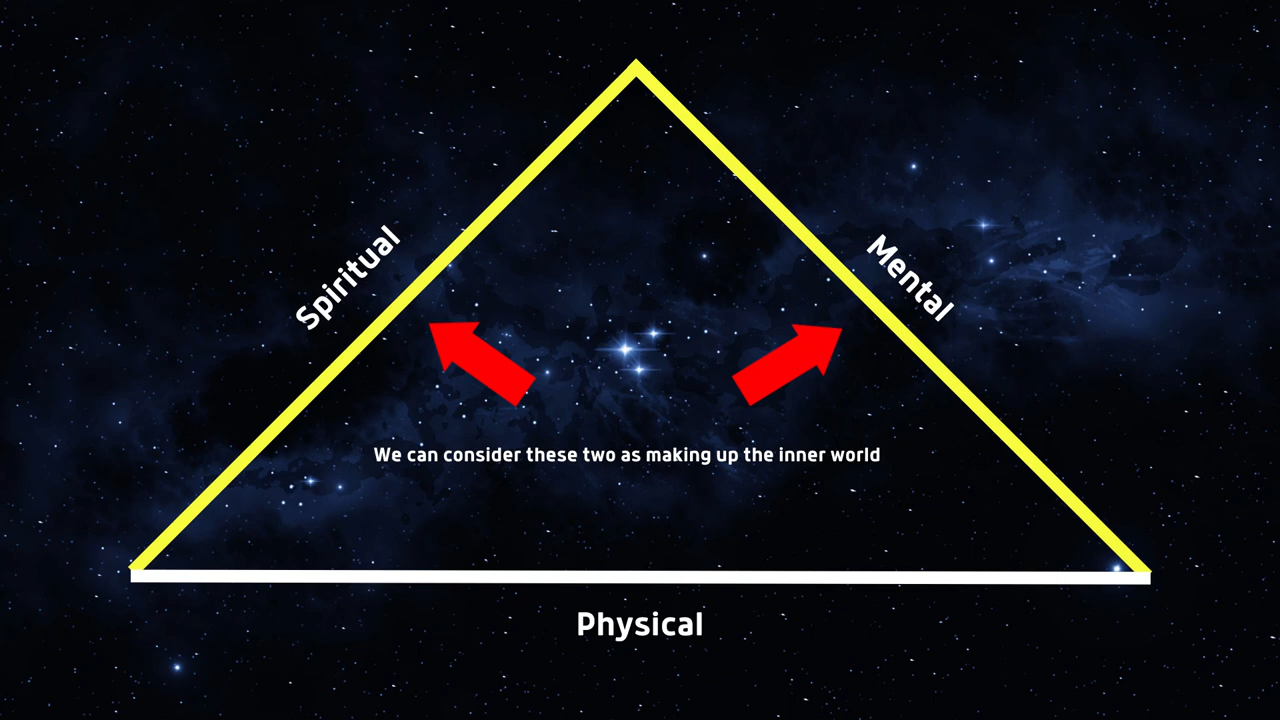 Spiritual
Mental
We can consider these two as making up the inner world
Physical